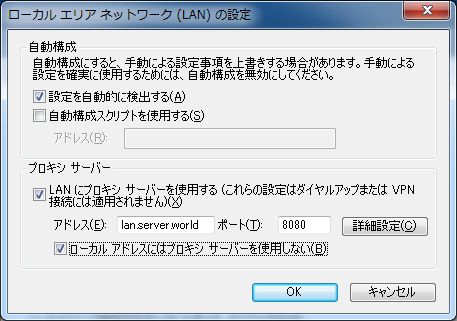 ローカル エリア ネットワーク (LAN) の設定
自動構成
自動構成にすると、手動による設定事項を上書きする場合があります。手動による
設定を確実に使用するためには、自動構成を無効にしてください。
設定を自動的に検出する(A)
自動構成スクリプトを使用する(S)
アドレス(R):
プロキシ サーバー
LAN にプロキシ サーバーを使用する (これらの設定はダイヤルアップまたは VPN
接続には適用されません)(X)
アドレス(E): lan.server.world ポート(T): 8080 詳細設定(C)
ローカル アドレスにはプロキシ サーバーを使用しない(B)
OK キャンセル